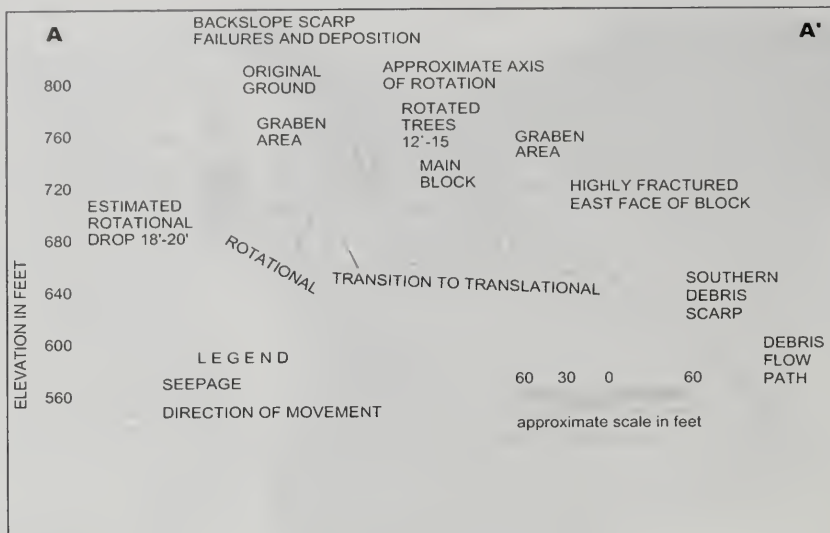 A
BACKSLOPE SCARP
FAILURES AND DEPOSITION
A'
ORIGINAL
GROUND
APPROXIMATE AXIS
OF ROTATION
GRABEN
AREA
ROTATED
TREES
12'-15
MAIN
BLOCK
GRABEN
AREA
HIGHLY FRACTURED
EAST FACE OF BLOCK
ESTIMATED
ROTATIONAL
DROP 18'-20'
ROTATIONAL
TRANSITION TO TRANSLATIONAL
SOUTHERN
DEBRIS
SCARP
DEBRIS
FLOW
PATH
ELEVATION IN FEET
800
760
720
680
640
600
560
LEGEND
SEEPAGE
DIRECTION OF MOVEMENT
60 30 0 60
approximate scale in feet